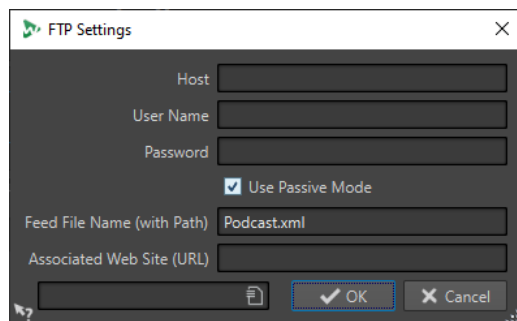 FTP Settings
Host
User Name
Password
Use Passive Mode
Feed File Name (with Path) Podcast.xml
Associated Web Site (URL)
OK Cancel